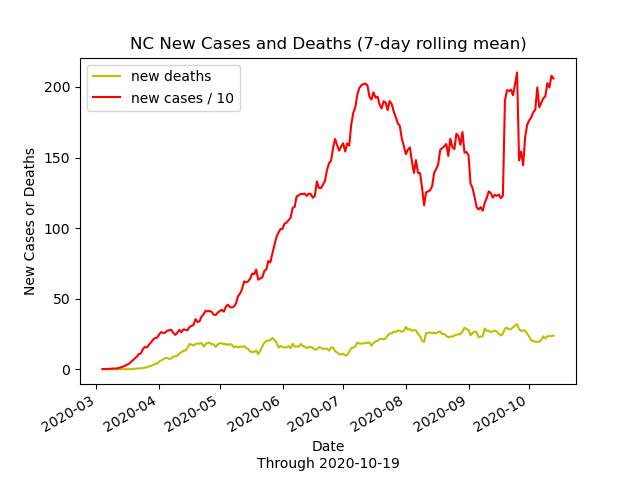 NC New Cases and Deaths (7-day rolling mean)
new deaths
new cases / 10
New Cases or Deaths
200
150
100
50
0
2020-03
2020-04
2020-05
2020-06
2020-07
2020-08
2020-09
2020-10
Date
Through 2020-10-19